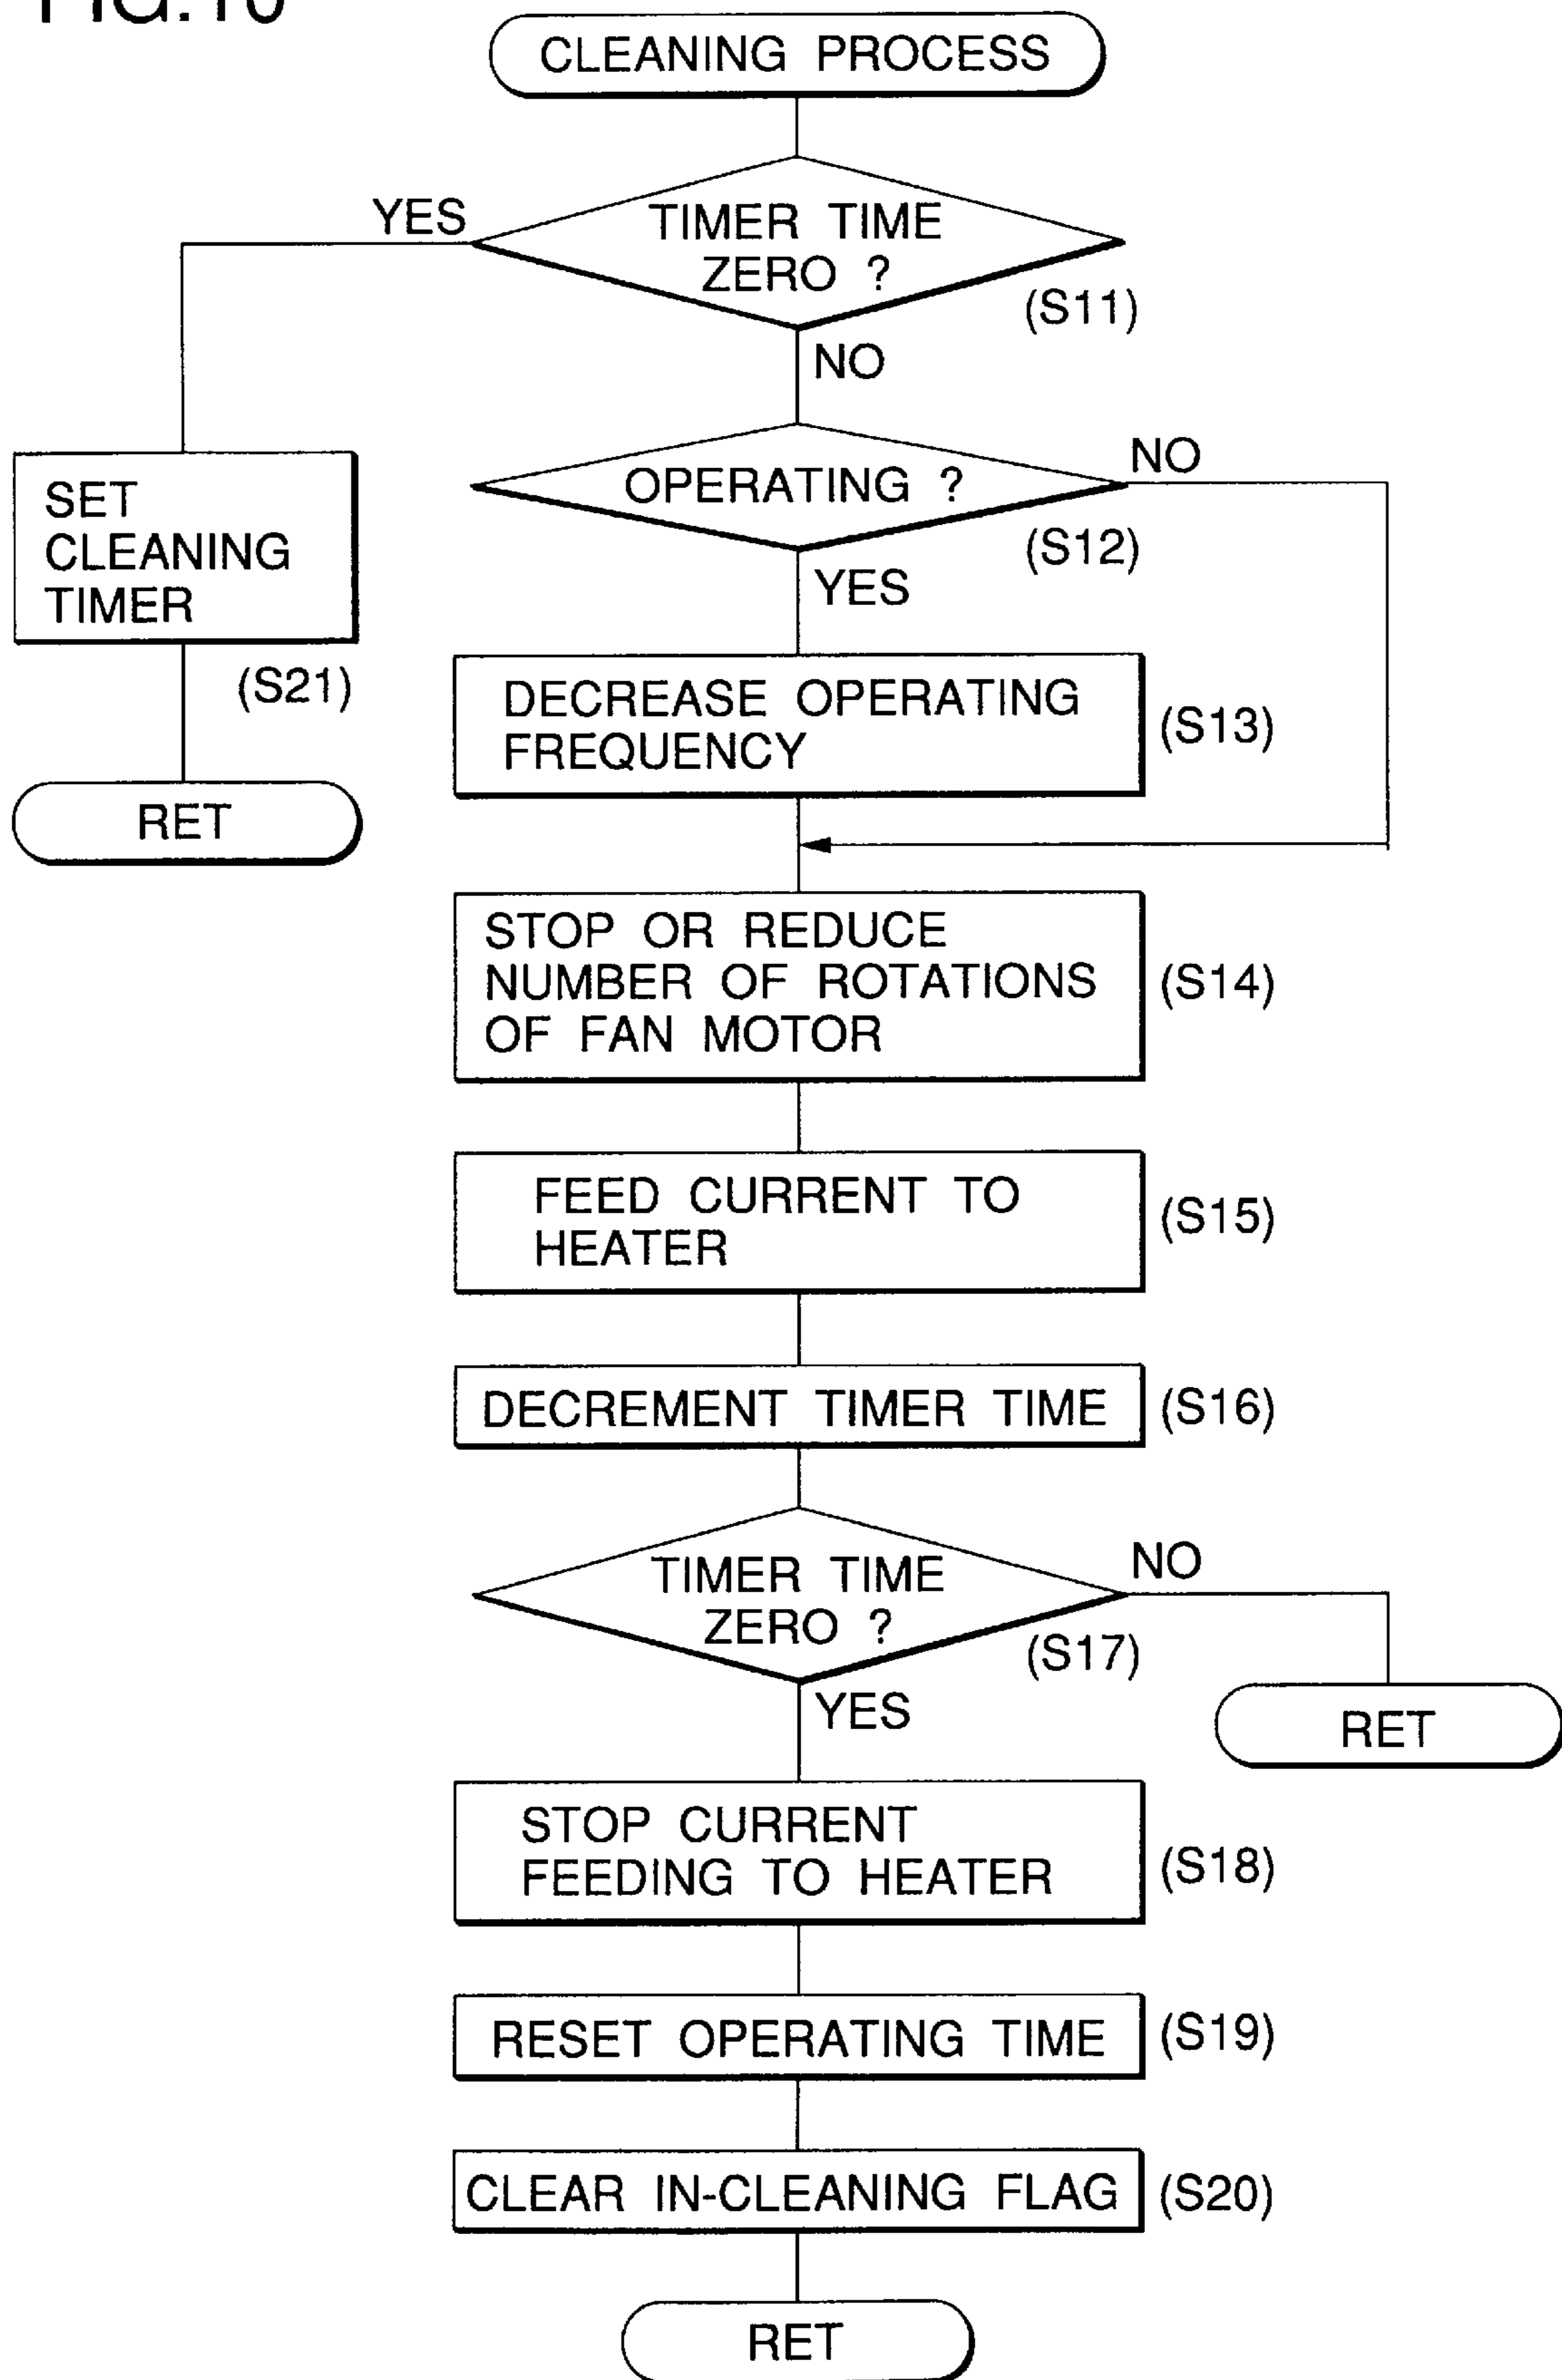 FIG.10
CLEANING PROCESS
YES
TIMER TIME
ZERO ?
(S11)
NO
SET
CLEANING
TIMER
(S21)
RET
OPERATING ?
NO
(S12)
YES
DECREASE OPERATING
FREQUENCY
(S13)
STOP OR REDUCE
NUMBER OF ROTATIONS
OF FAN MOTOR
(S14)
FEED CURRENT TO
HEATER
(S15)
DECREMENT TIMER TIME
(S16)
TIMER TIME
ZERO ?
NO
(S17)
RET
YES
STOP CURRENT
FEEDING TO HEATER
(S18)
RESET OPERATING TIME
(S19)
CLEAR IN-CLEANING FLAG
(S20)
RET